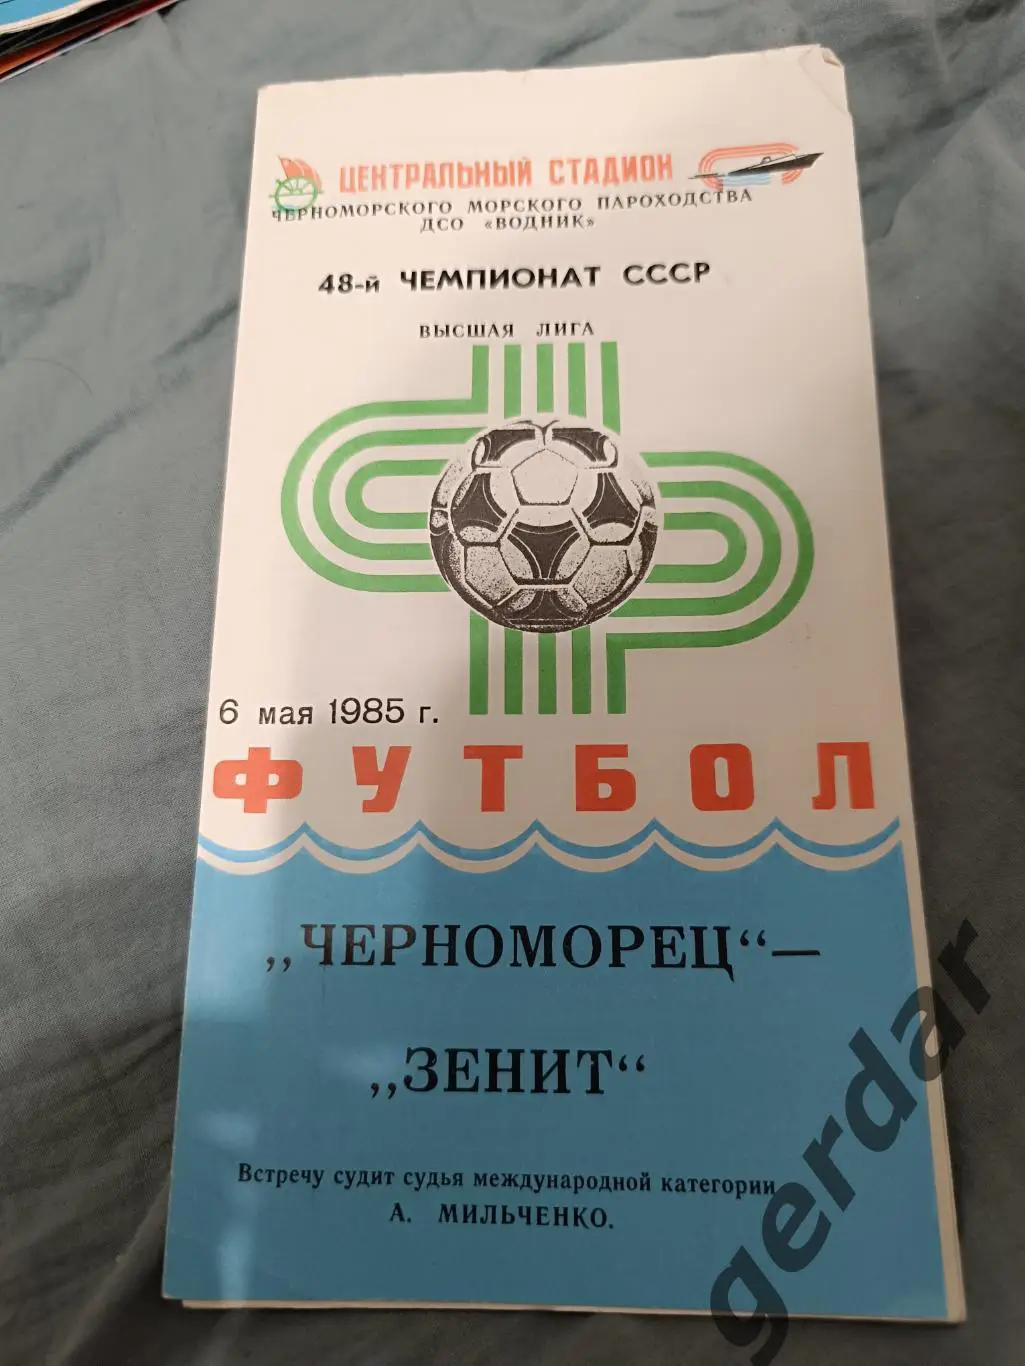 ЦЕНТРАЛЬНЫЙ СТАДИОН
ЧЕРНОМОРСКОГО МОРСКОГО ПАРОХОДСТВА
ДСО «ВОДНИК»
48-й ЧЕМПИОНАТ СССР
ВЫСШАЯ ЛИГА
6 мая 1985 г.
ФУТБОЛ
„ЧЕРНОМОРЕЦ“ —
„ЗЕНИТ“
Встречу судит судья международной категории
А. МИЛЬЧЕНКО.
gerdar